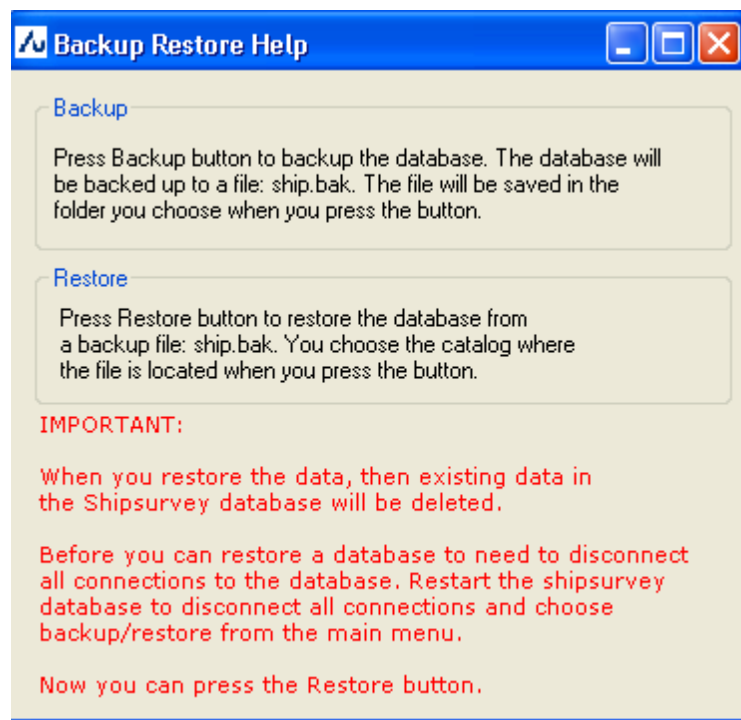 Backup Restore Help
Backup
Press Backup button to backup the database. The database will
be backed up to a file: ship.bak. The file will be saved in the
folder you choose when you press the button.
Restore
Press Restore button to restore the database from
a backup file: ship.bak. You choose the catalog where
the file is located when you press the button.
IMPORTANT:
When you restore the data, then existing data in
the Shipsurvey database will be deleted.
Before you can restore a database to need to disconnect
all connections to the database. Restart the shipsurvey
database to disconnect all connections and choose
backup/restore from the main menu.
Now you can press the Restore button.